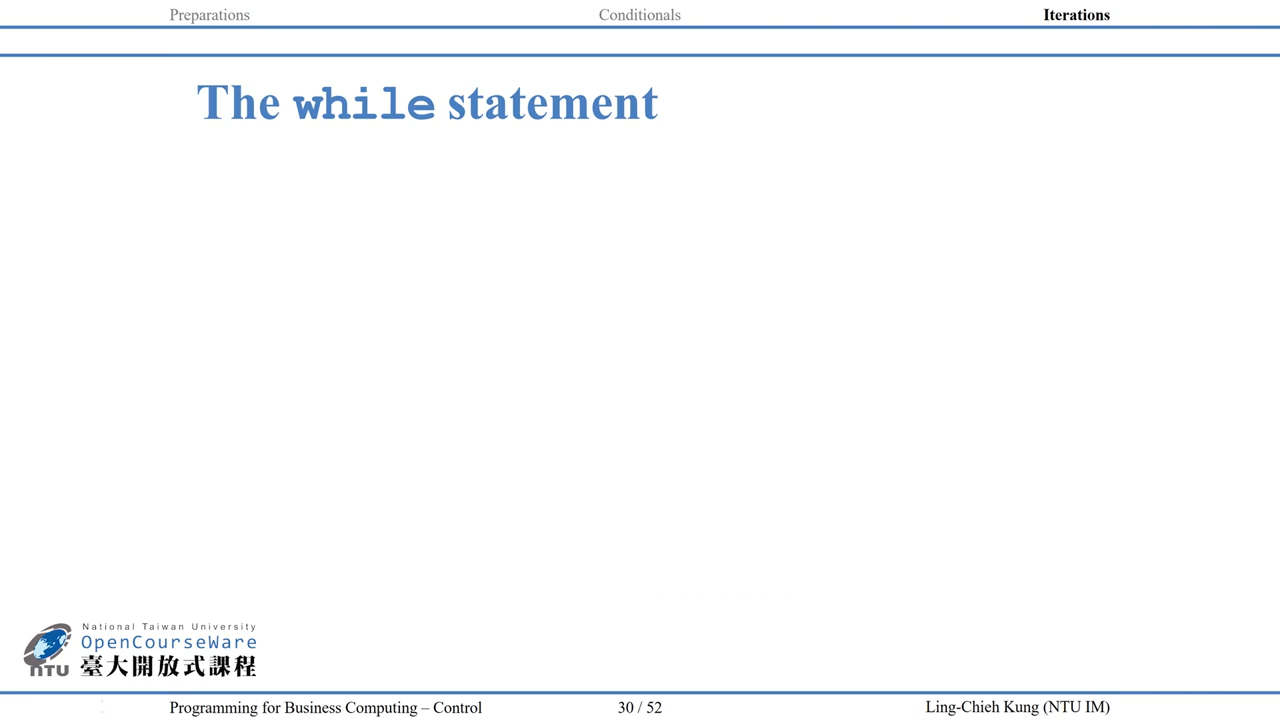 Preparations
Conditionals
Iterations
The while statement
National Taiwan University
OpenCourseWare
NTU
臺大開放式課程
Programming for Business Computing – Control
30 / 52
Ling-Chieh Kung (NTU IM)